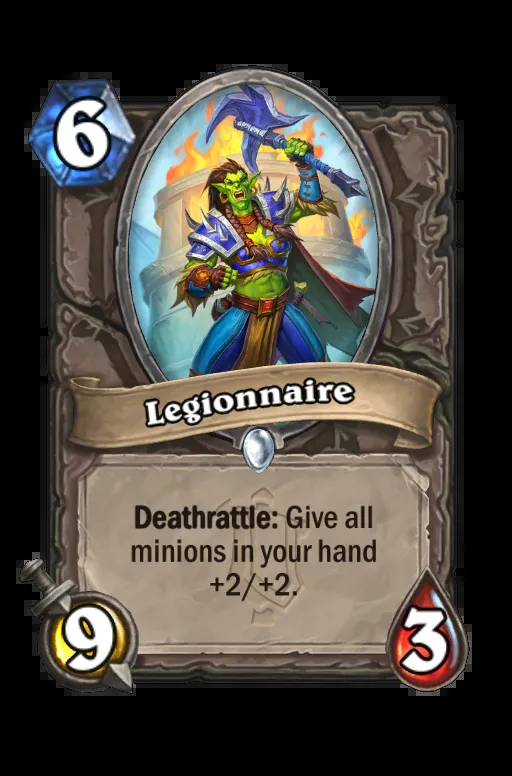 6
Legionnaire
Deathrattle: Give all
minions in your hand
+2/+2.
9
3